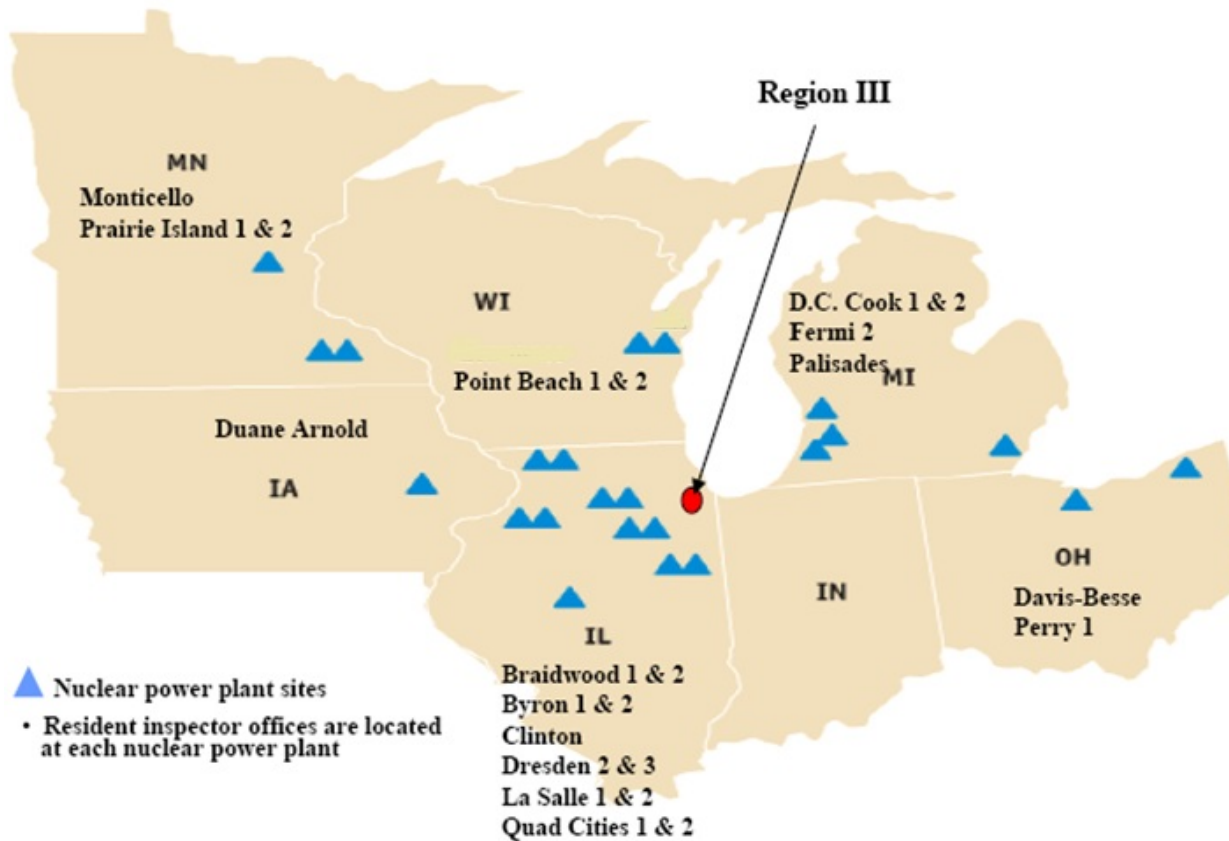 Region III
MN
Monticello
Prairie Island 1 & 2
WI
Point Beach 1 & 2
D.C. Cook 1 & 2
Fermi 2
Palisades
MI
Duane Arnold
IA
IL
Braidwood 1 & 2
Byron 1 & 2
Clinton
Dresden 2 & 3
La Salle 1 & 2
Quad Cities 1 & 2
IN
OH
Davis-Besse
Perry 1
Nuclear power plant sites
• Resident inspector offices are located
at each nuclear power plant